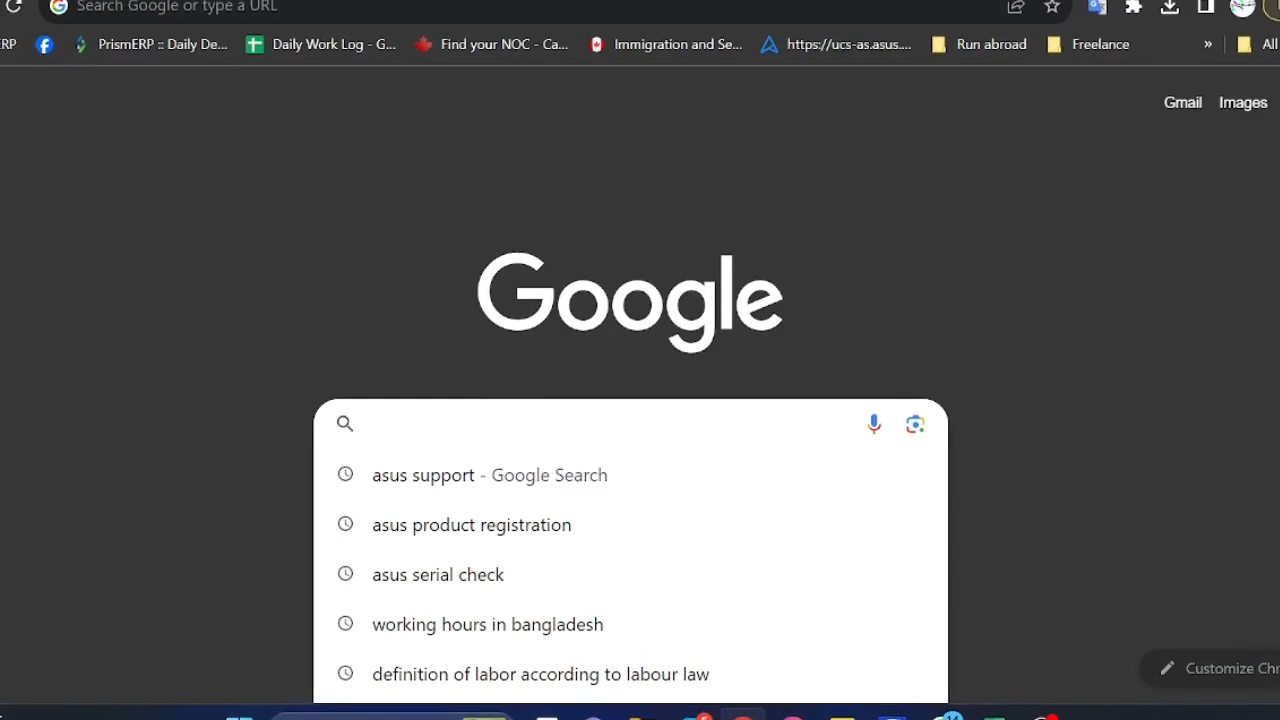 Search Google or type a URL
ERP PrismERP :: Daily De... Daily Work Log - G... Find your NOC - Ca... Immigration and Se... https://ucs-as.asus.... Run abroad Freelance » All
Gmail Images
Google
asus support - Google Search
asus product registration
asus serial check
working hours in bangladesh
definition of labor according to labour law
Customize Chr